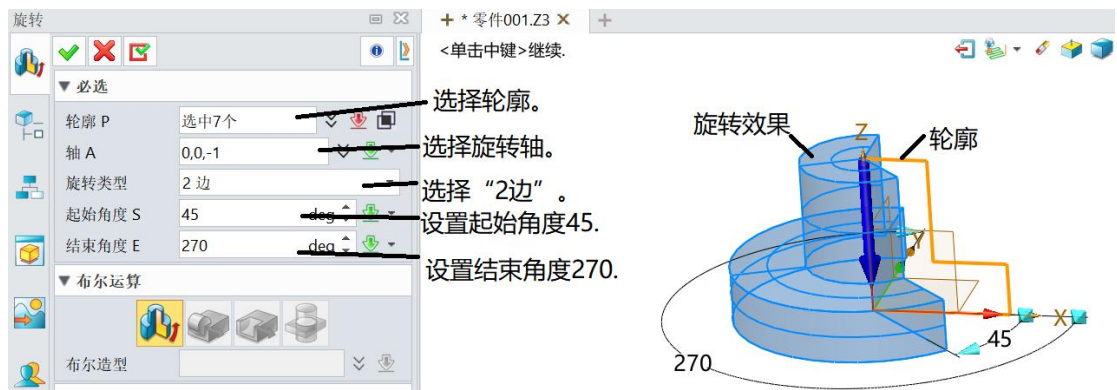 旋转
+ * 零件001.Z3 × +
<单击中键>继续.
▼ 必选
轮廓 P 选中7个
选择轮廓。
轴 A 0,0,-1
选择旋转轴。
旋转类型 2 边
选择“2边”。
起始角度 S 45 deg
设置起始角度45.
结束角度 E 270 deg
设置结束角度270.
▼ 布尔运算
布尔造型
旋转效果
轮廓
Z
Y
X
45
270